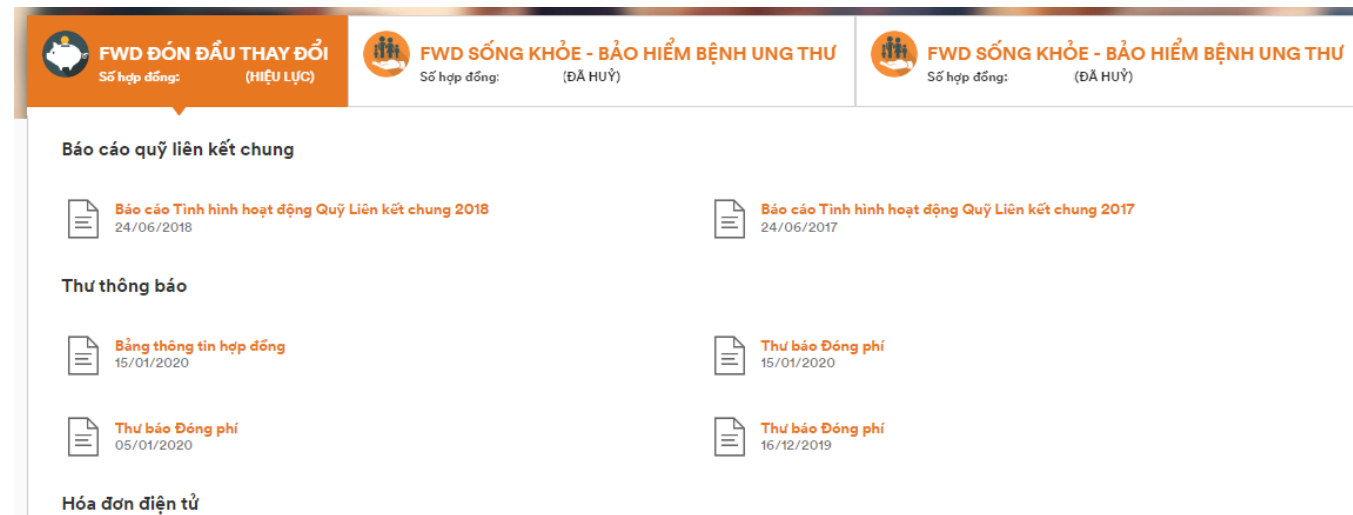 FWD ĐÓN ĐẦU THAY ĐỔI
Số hợp đồng: (HIỆU LỰC)
FWD SỐNG KHỎE - BẢO HIỂM BỆNH UNG THƯ
Số hợp đồng: (ĐÃ HUỶ)
FWD SỐNG KHỎE - BẢO HIỂM BỆNH UNG THƯ
Số hợp đồng: (ĐÃ HUỶ)
Báo cáo quỹ liên kết chung
Báo cáo Tình hình hoạt động Quỹ Liên kết chung 2018
24/06/2018
Báo cáo Tình hình hoạt động Quỹ Liên kết chung 2017
24/06/2017
Thư thông báo
Bảng thông tin hợp đồng
15/01/2020
Thư báo Đóng phí
15/01/2020
Thư báo Đóng phí
05/01/2020
Thư báo Đóng phí
16/12/2019
Hóa đơn điện tử